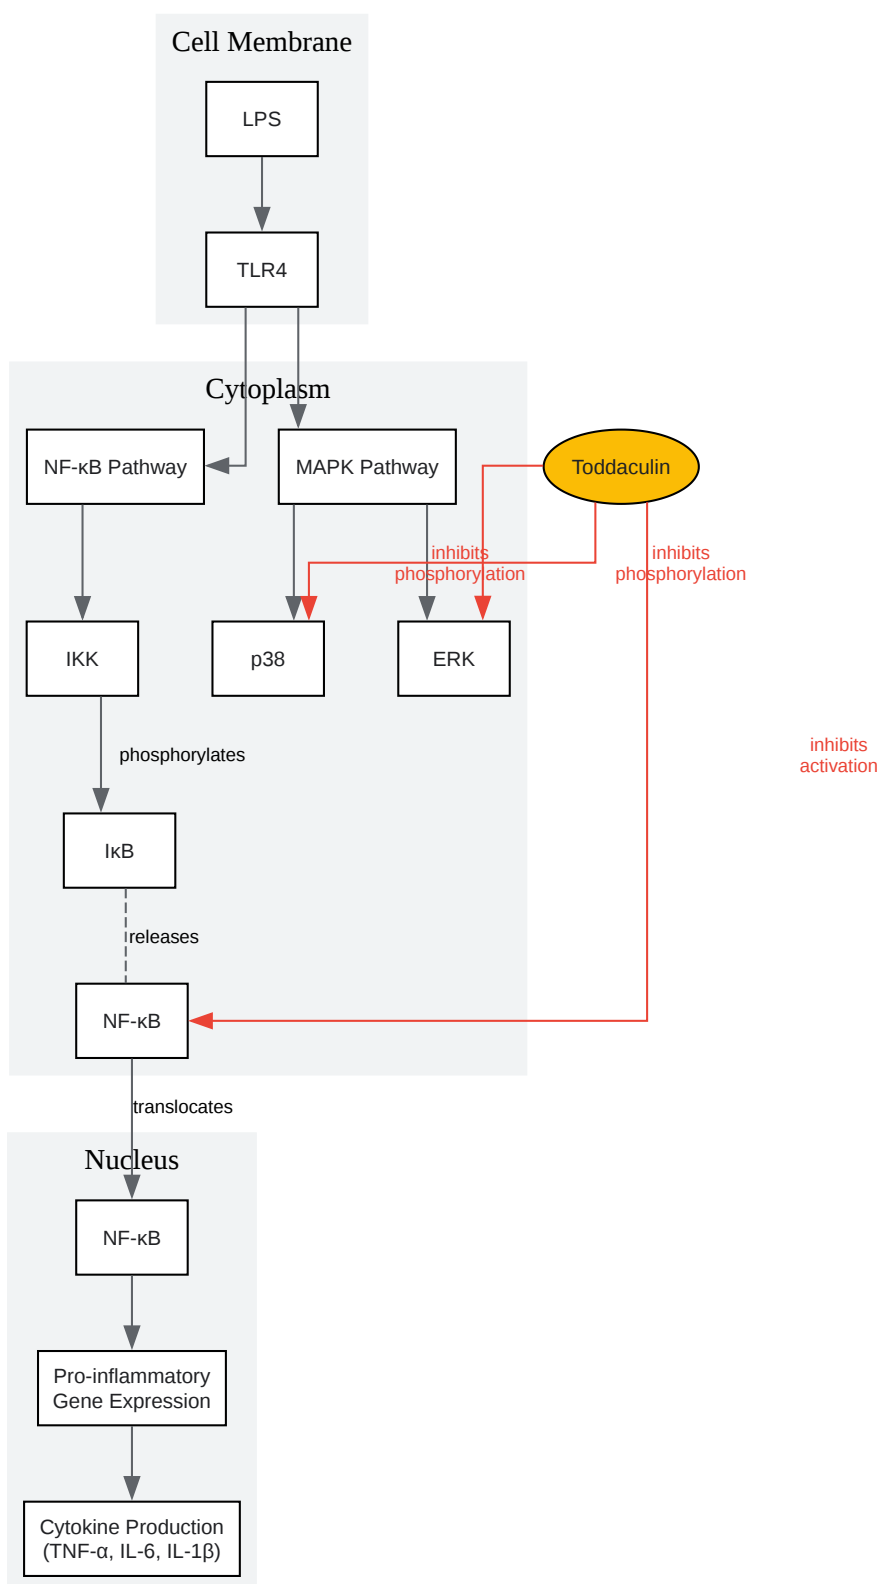 Cell Membrane
LPS
TLR4
Cytoplasm
NF-κB Pathway
MAPK Pathway
Toddaculin
inhibits
phosphorylation
inhibits
phosphorylation
IKK
p38
ERK
phosphorylates
inhibits
activation
IκB
releases
NF-κB
translocates
Nucleus
NF-κB
Pro-inflammatory
Gene Expression
Cytokine Production
(TNF-α, IL-6, IL-1β)